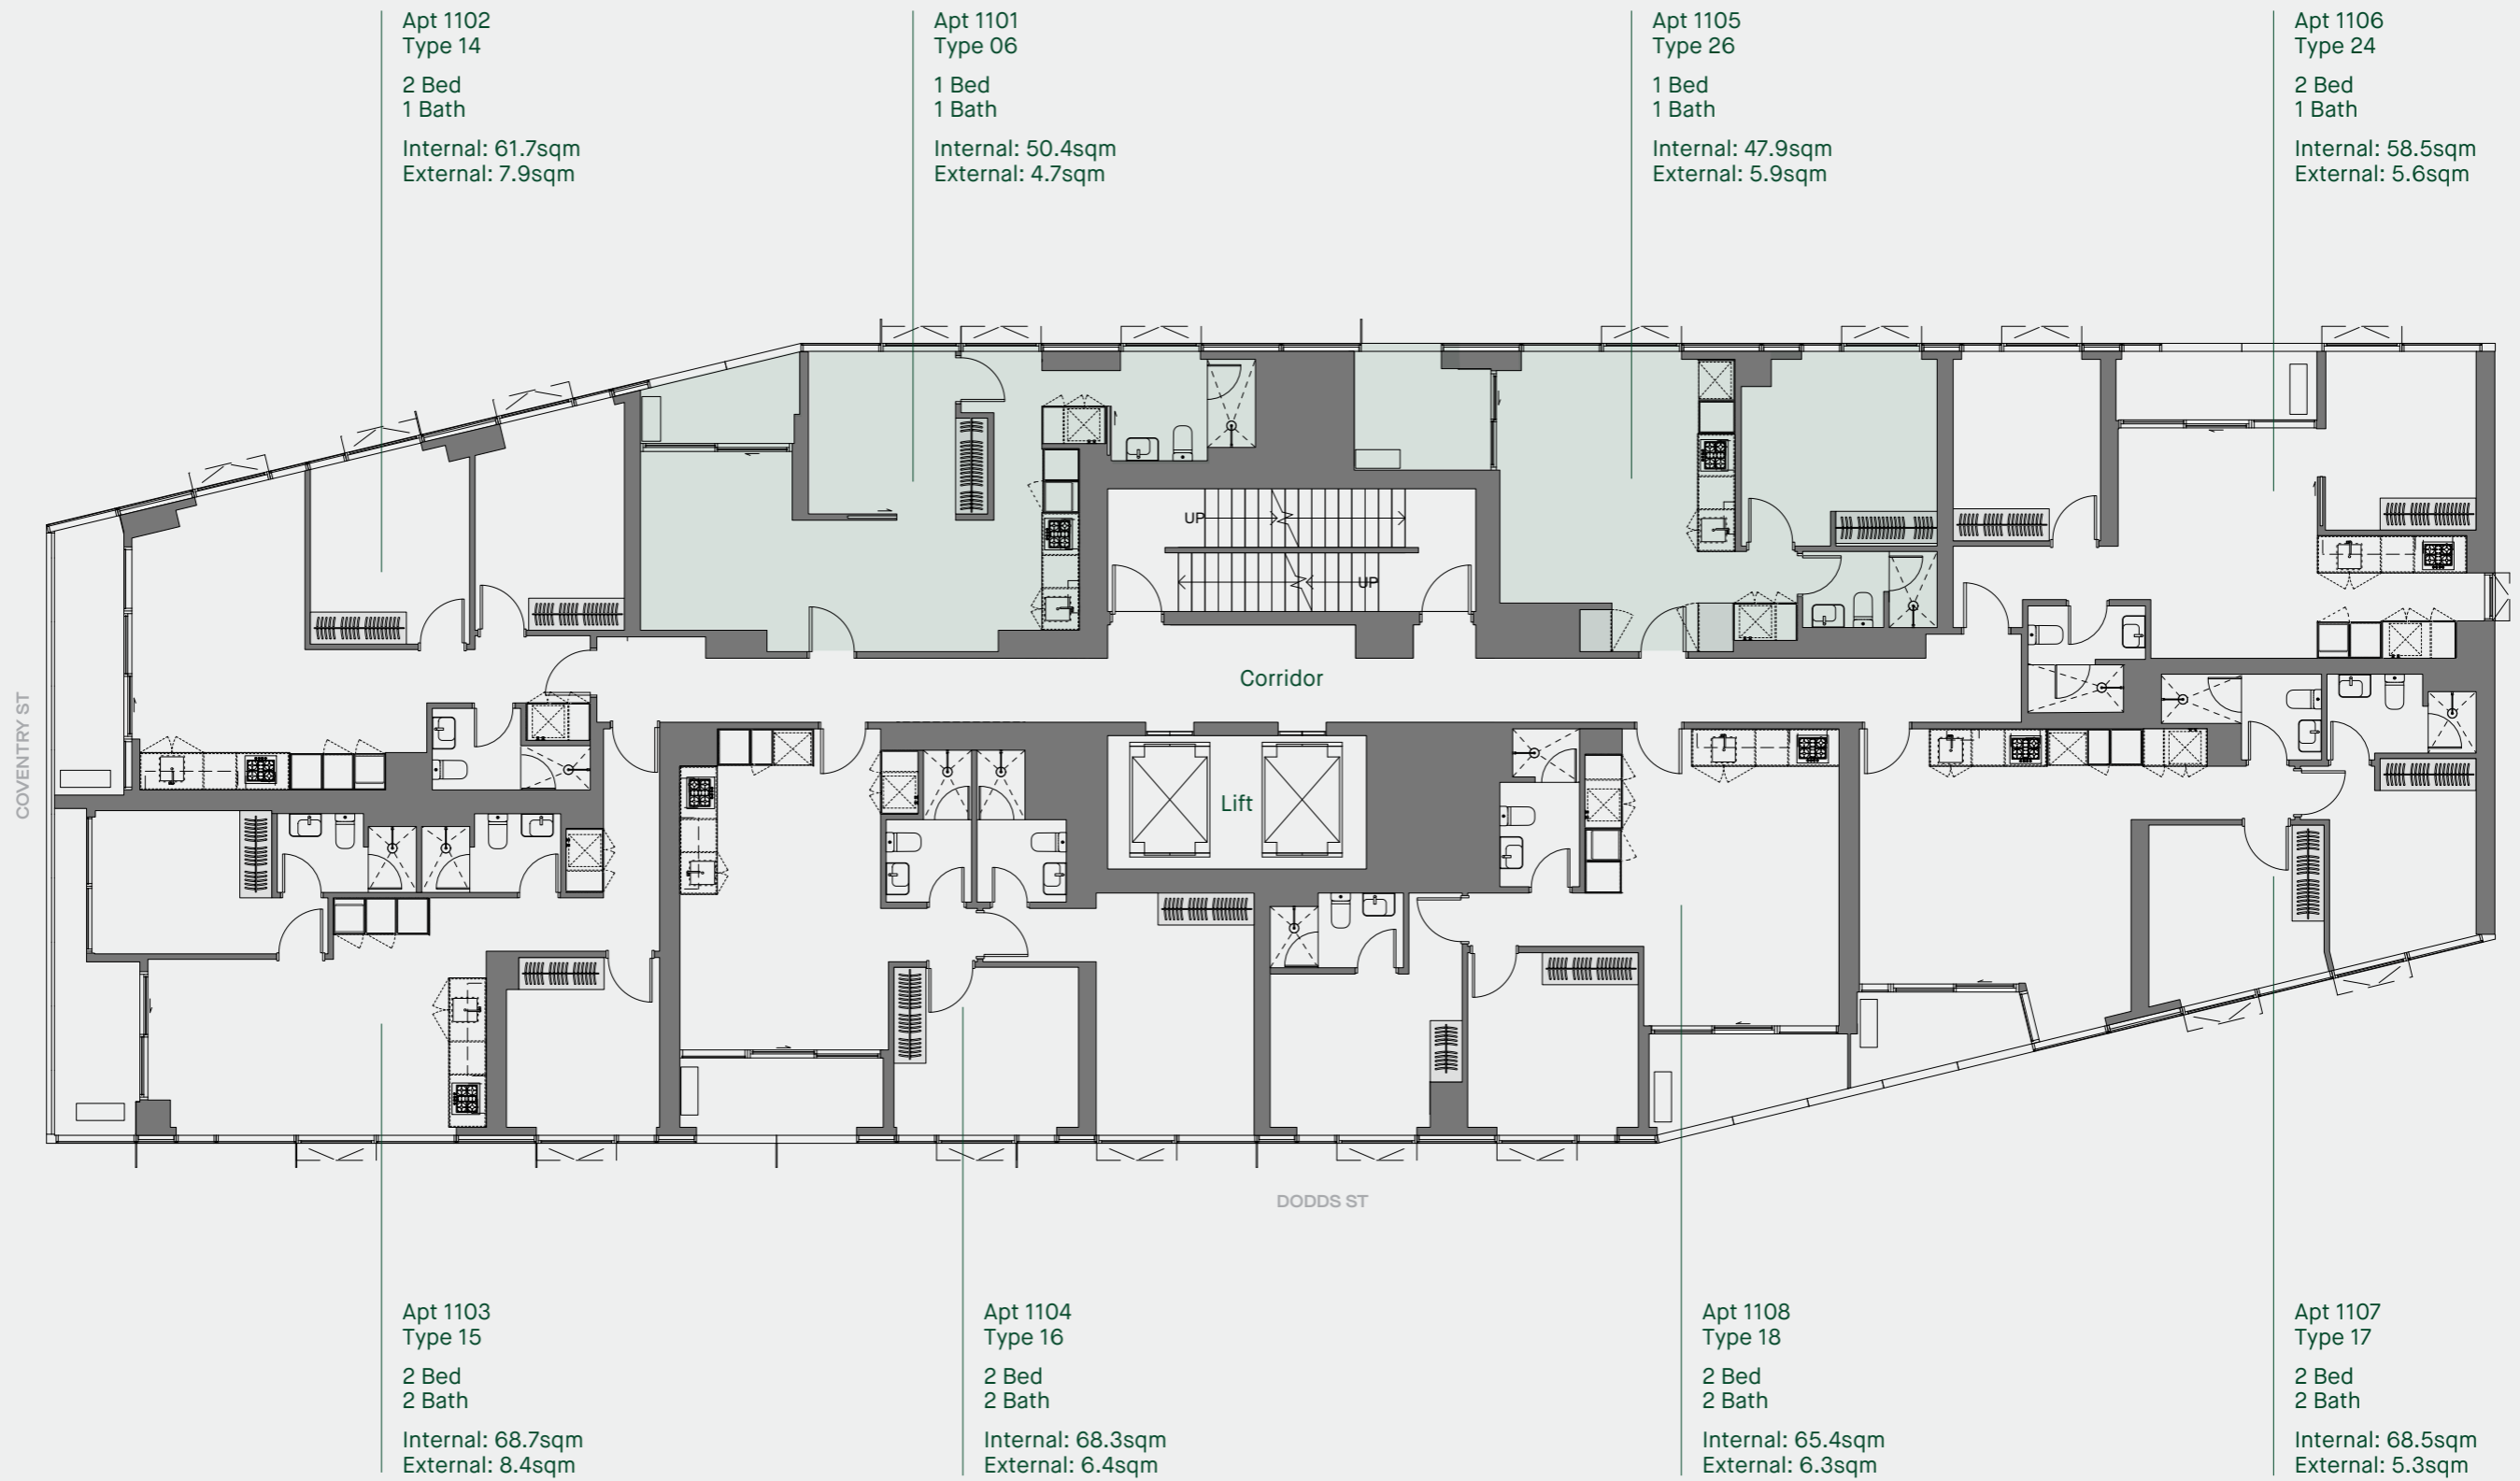 Apt 1102
Type 14
2 Bed
1 Bath
Internal: 61.7sqm
External: 7.9sqm
Apt 1101
Type 06
1 Bed
1 Bath
Internal: 50.4sqm
External: 4.7sqm
Apt 1105
Type 26
1 Bed
1 Bath
Internal: 47.9sqm
External: 5.9sqm
Apt 1106
Type 24
2 Bed
1 Bath
Internal: 58.5sqm
External: 5.6sqm
UP
UP
Corridor
COVENTRY ST
Lift
DODDS ST
Apt 1103
Type 15
2 Bed
2 Bath
Internal: 68.7sqm
External: 8.4sqm
Apt 1104
Type 16
2 Bed
2 Bath
Internal: 68.3sqm
External: 6.4sqm
Apt 1108
Type 18
2 Bed
2 Bath
Internal: 65.4sqm
External: 6.3sqm
Apt 1107
Type 17
2 Bed
2 Bath
Internal: 68.5sqm
External: 5.3sqm